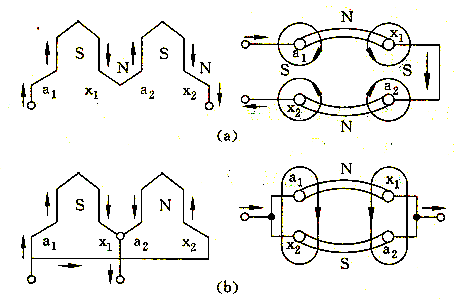 N
S N S N
a₁ x₁ a₂ x₂
a₁ x₁
S S
x₂ a₂
N
(a)
S N
a₁ x₁ a₂ x₂
N
a₁ x₁
x₂ a₂
S
(b)